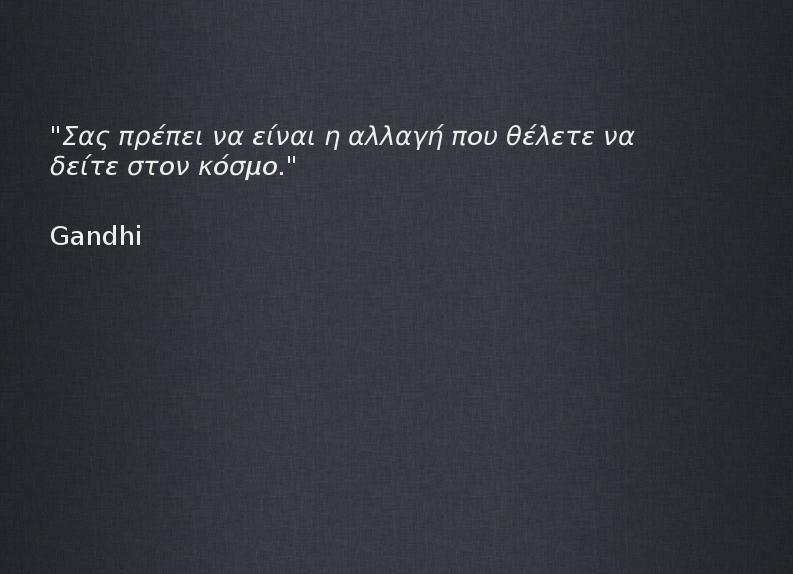 "Σας πρέπει να είναι η αλλαγή που θέλετε να
δείτε στον κόσμο."
Gandhi